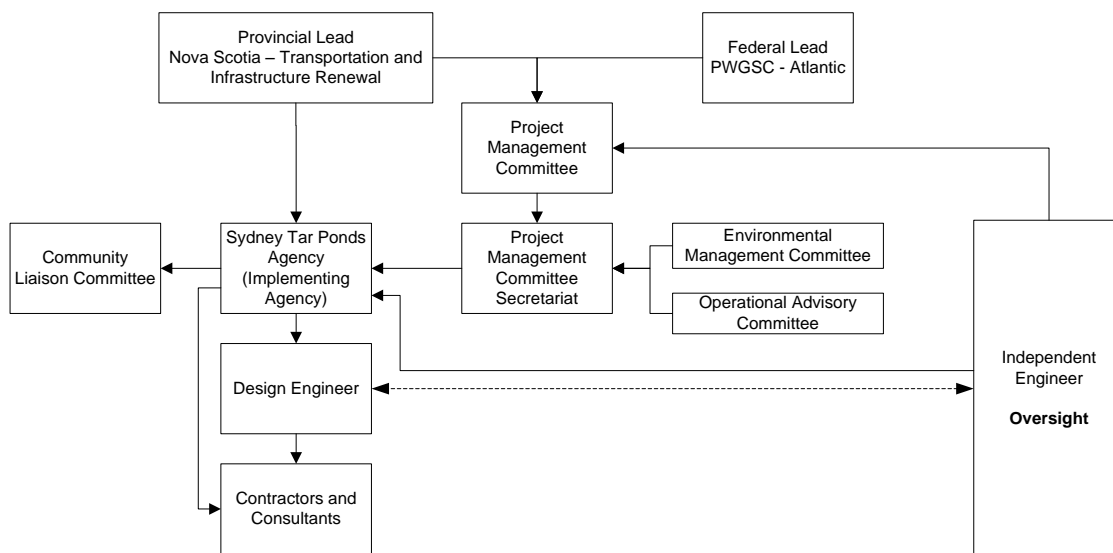 Provincial Lead
Nova Scotia – Transportation and
Infrastructure Renewal
Federal Lead
PWGSC - Atlantic
Project
Management
Committee
Community
Liaison Committee
Sydney Tar Ponds
Agency
(Implementing
Agency)
Project
Management
Committee
Secretariat
Environmental
Management Committee
Operational Advisory
Committee
Independent
Engineer
Oversight
Design Engineer
Contractors and
Consultants